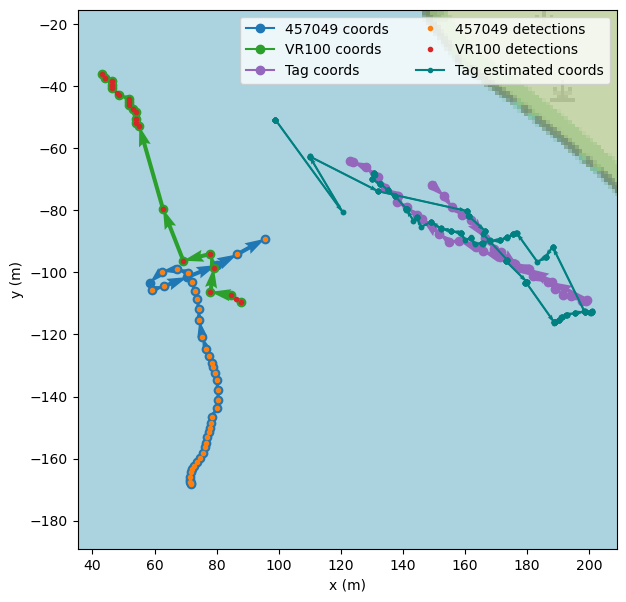 457049 coords
VR100 coords
Tag coords
457049 detections
VR100 detections
Tag estimated coords
−20
−40
−60
−80
−100
−120
−140
−160
−180
y (m)
40
60
80
100
120
140
160
180
200
x (m)